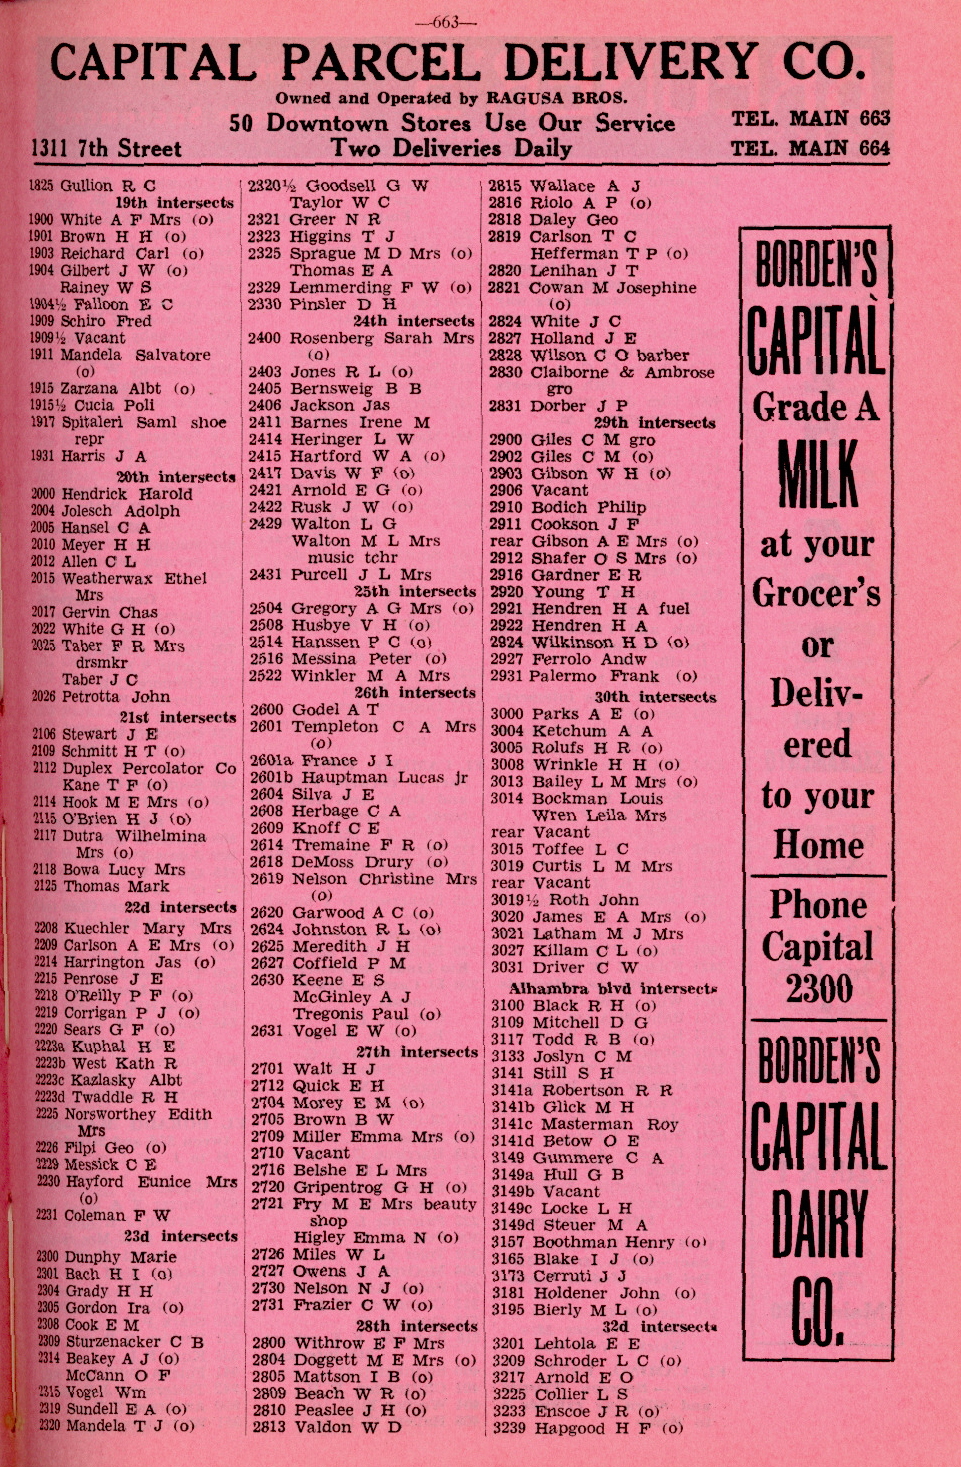 —663—
CAPITAL PARCEL DELIVERY CO.
Owned and Operated by RAGUSA BROS.
50 Downtown Stores Use Our Service
TEL. MAIN 663
1311 7th Street
Two Deliveries Daily
TEL. MAIN 664
1825 Gullion R C
19th intersects
1900 White A F Mrs (o)
1901 Brown H H (o)
1903 Reichard Carl (o)
1904 Gilbert J W (o)
Rainey W S
1904½ Falloon E C
1909 Schiro Fred
1909½ Vacant
1911 Mandela Salvatore
(o)
1915 Zarzana Albt (o)
1915½ Cucia Poli
1917 Spitaleri Saml shoe
repr
1931 Harris J A
20th intersects
2000 Hendrick Harold
2004 Jolesch Adolph
2005 Hansel C A
2010 Meyer H H
2012 Allen C L
2015 Weatherwax Ethel
Mrs
2017 Gervin Chas
2022 White G H (o)
2025 Taber F R Mrs
drsmkr
Taber J C
2026 Petrotta John
21st intersects
2106 Stewart J E
2109 Schmitt H T (o)
2112 Duplex Percolator Co
Kane T F (o)
2114 Hook M E Mrs (o)
2115 O'Brien H J (o)
2117 Dutra Wilhelmina
Mrs (o)
2118 Bowa Lucy Mrs
2125 Thomas Mark
22d intersects
2208 Kuechler Mary Mrs
2209 Carlson A E Mrs (o)
2214 Harrington Jas (o)
2215 Penrose J E
2218 O'Reilly P F (o)
2219 Corrigan P J (o)
2220 Sears G F (o)
2223a Kuphal H E
2223b West Kath R
2223c Kazlasky Albt
2223d Twaddle R H
2225 Norsworthey Edith
Mrs
2226 Filpi Geo (o)
2229 Messick C E
2230 Hayford Eunice Mrs
(o)
2231 Coleman F W
23d intersects
2300 Dunphy Marie
2301 Bach H I (o)
2304 Grady H H
2305 Gordon Ira (o)
2308 Cook E M
2309 Sturzenacker C B
2314 Beakey A J (o)
McCann O F
2315 Vogel Wm
2319 Sundell E A (o)
2320 Mandela T J (o)
2320½ Goodsell G W
Taylor W C
2321 Greer N R
2323 Higgins T J
2325 Sprague M D Mrs (o)
Thomas E A
2329 Lemmerding F W (o)
2330 Pinsler D H
24th intersects
2400 Rosenberg Sarah Mrs
(o)
2403 Jones R L (o)
2405 Bernsweig B B
2406 Jackson Jas
2411 Barnes Irene M
2414 Heringer L W
2415 Hartford W A (o)
2417 Davis W F (o)
2421 Arnold E G (o)
2422 Rusk J W (o)
2429 Walton L G
Walton M L Mrs
music tchr
2431 Purcell J L Mrs
25th intersects
2504 Gregory A G Mrs (o)
2508 Husbye V H (o)
2514 Hanssen P C (o)
2516 Messina Peter (o)
2522 Winkler M A Mrs
26th intersects
2600 Godel A T
2601 Templeton C A Mrs
(o)
2601a France J I
2601b Hauptman Lucas jr
2604 Silva J E
2608 Herbage C A
2609 Knoff C E
2614 Tremaine F R (o)
2618 DeMoss Drury (o)
2619 Nelson Christine Mrs
(o)
2620 Garwood A C (o)
2624 Johnston R L (o)
2625 Meredith J H
2627 Coffield P M
2630 Keene E S
McGinley A J
Tregonis Paul (o)
2631 Vogel E W (o)
27th intersects
2701 Walt H J
2712 Quick E H
2704 Morey E M (o)
2705 Brown B W
2709 Miller Emma Mrs (o)
2710 Vacant
2716 Belshe E L Mrs
2720 Gripentrog G H (o)
2721 Fry M E Mrs beauty
shop
Higley Emma N (o)
2726 Miles W L
2727 Owens J A
2730 Nelson N J (o)
2731 Frazier C W (o)
28th intersects
2800 Withrow E F Mrs
2804 Doggett M E Mrs (o)
2805 Mattson I B (o)
2809 Beach W R (o)
2810 Peaslee J H (o)
2813 Valdon W D
2815 Wallace A J
2816 Riolo A P (o)
2818 Daley Geo
2819 Carlson T C
Hefferman T P (o)
2820 Lenihan J T
2821 Cowan M Josephine
(o)
2824 White J C
2827 Holland J E
2828 Wilson C O barber
2830 Claiborne & Ambrose
gro
2831 Dorber J P
29th intersects
2900 Giles C M gro
2902 Giles C M (o)
2903 Gibson W H (o)
2906 Vacant
2910 Bodich Philip
2911 Cookson J F
rear Gibson A E Mrs (o)
2912 Shafer O S Mrs (o)
2916 Gardner E R
2920 Young T H
2921 Hendren H A fuel
2922 Hendren H A
2924 Wilkinson H D (o)
2927 Ferrolo Andw
2931 Palermo Frank (o)
30th intersects
3000 Parks A E (o)
3004 Ketchum A A
3005 Rolufs H R (o)
3008 Wrinkle H H (o)
3013 Bailey L M Mrs (o)
3014 Bockman Louis
Wren Leila Mrs
rear Vacant
3015 Toffee L C
3019 Curtis L M Mrs
rear Vacant
3019½ Roth John
3020 James E A Mrs (o)
3021 Latham M J Mrs
3027 Killam C L (o)
3031 Driver C W
Alhambra blvd intersects
3100 Black R H (o)
3109 Mitchell D G
3117 Todd R B (o)
3133 Joslyn C M
3141 Still S H
3141a Robertson R R
3141b Glick M H
3141c Masterman Roy
3141d Betow O E
3149 Gummere C A
3149a Hull G B
3149b Vacant
3149c Locke L H
3149d Steuer M A
3157 Boothman Henry (o)
3165 Blake I J (o)
3173 Cerruti J J
3181 Holdener John (o)
3195 Bierly M L (o)
32d intersects
3201 Lehtola E E
3209 Schroder L C (o)
3217 Arnold E O
3225 Collier L S
3233 Enscoe J R (o)
3239 Hapgood H F (o)
BORDEN'S
CAPITAL
Grade A
MILK
at your
Grocer's
or
Deliv-
ered
to your
Home
Phone
Capital
2300
BORDEN'S
CAPITAL
DAIRY
CO.